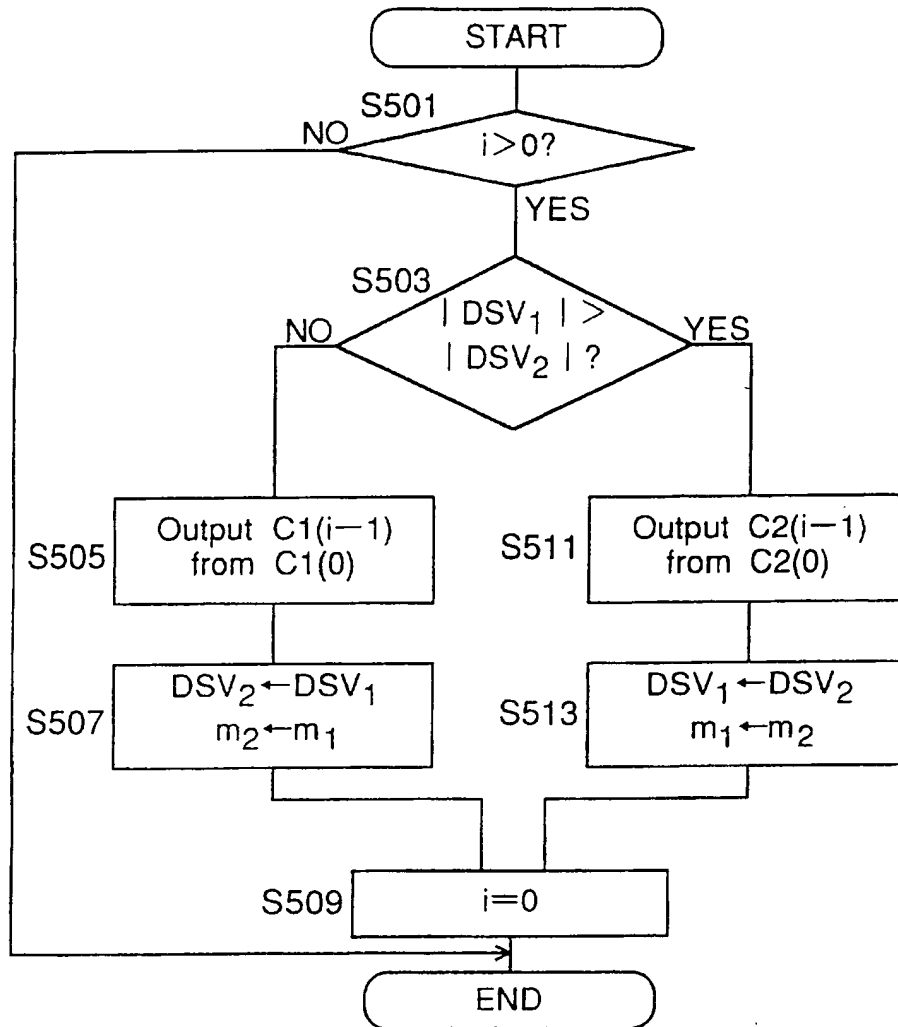 START
S501
NO
i>0?
YES
S503
NO
| DSV₁ | >
| DSV₂ | ?
YES
S505
Output C1(i−1)
from C1(0)
S511
Output C2(i−1)
from C2(0)
S507
DSV₂←DSV₁
m₂←m₁
S513
DSV₁←DSV₂
m₁←m₂
S509
i=0
END